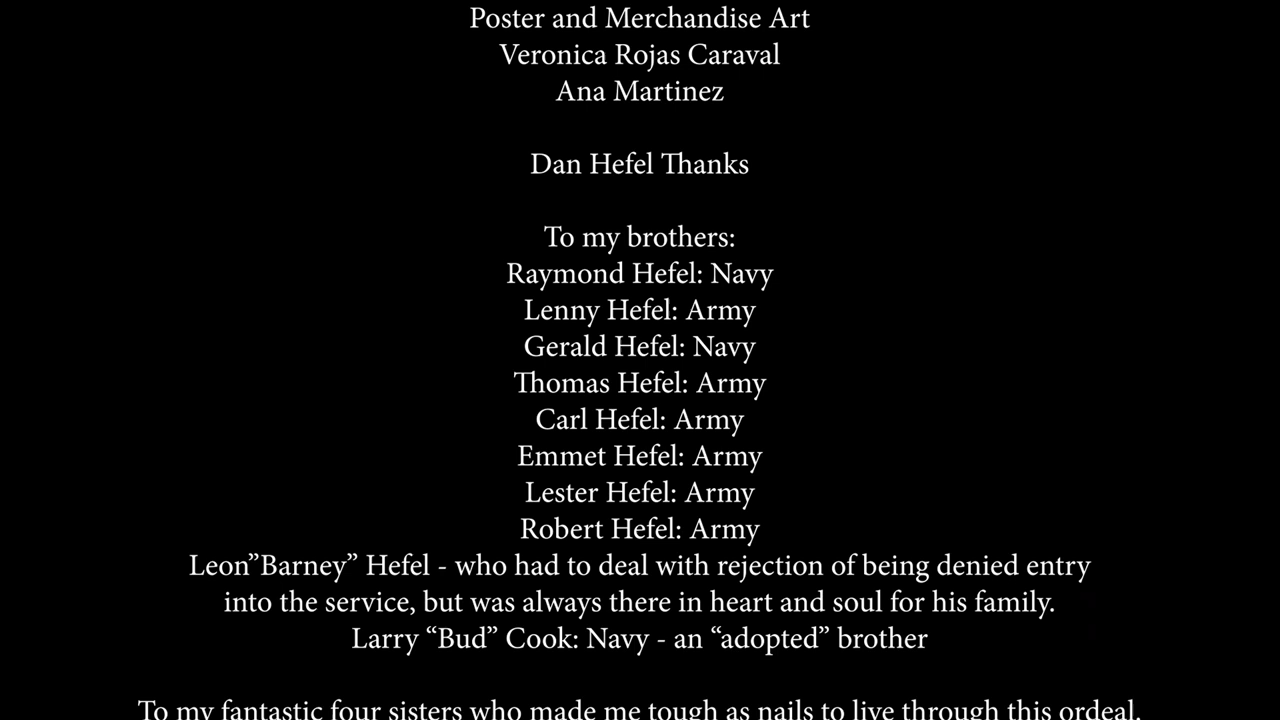 Poster and Merchandise Art
Veronica Rojas Caraval
Ana Martinez
Dan Hefel Thanks
To my brothers:
Raymond Hefel: Navy
Lenny Hefel: Army
Gerald Hefel: Navy
Thomas Hefel: Army
Carl Hefel: Army
Emmet Hefel: Army
Lester Hefel: Army
Robert Hefel: Army
Leon”Barney” Hefel - who had to deal with rejection of being denied entry
into the service, but was always there in heart and soul for his family.
Larry “Bud” Cook: Navy - an “adopted” brother
To my fantastic four sisters who made me tough as nails to live through this ordeal.